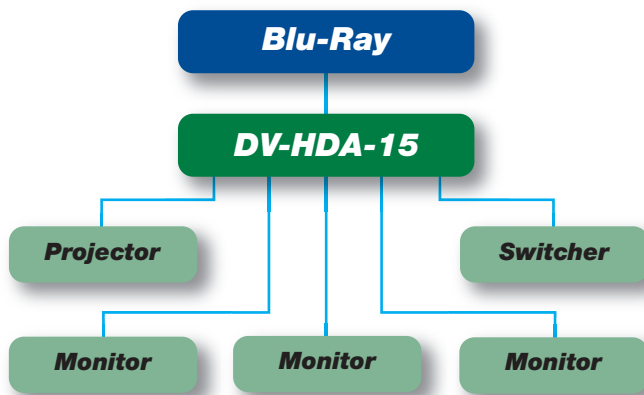 Blu-Ray
DV-HDA-15
Projector
Switcher
Monitor
Monitor
Monitor